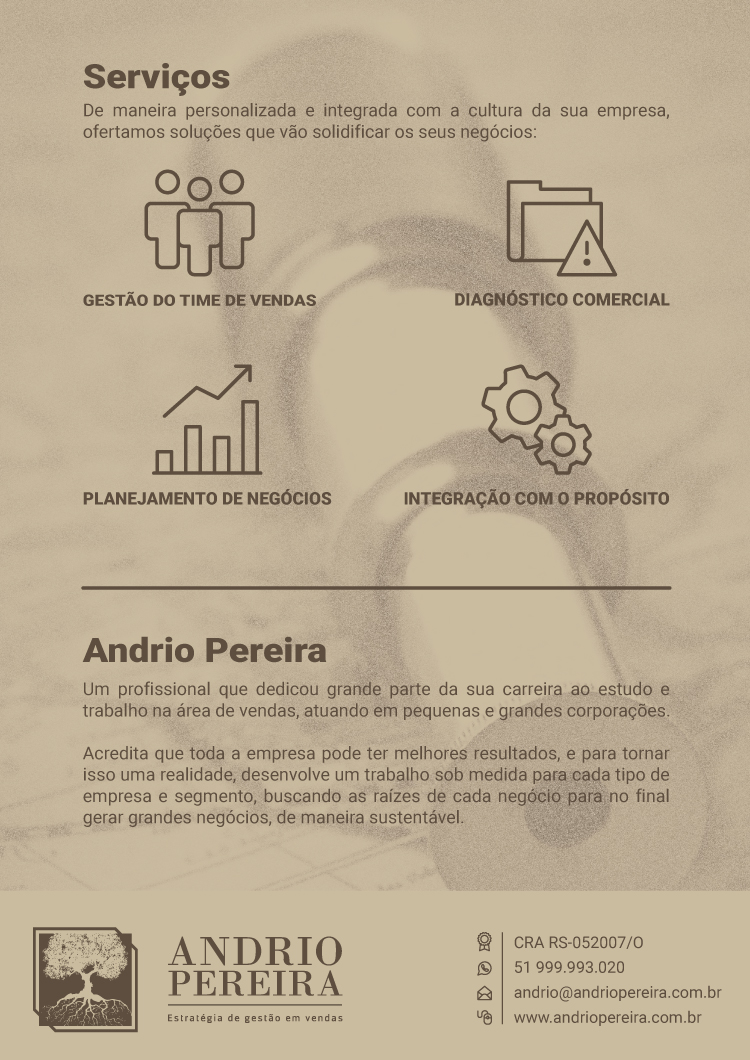 Serviços
De maneira personalizada e integrada com a cultura da sua empresa,
ofertamos soluções que vão solidificar os seus negócios:
GESTÃO DO TIME DE VENDAS
DIAGNÓSTICO COMERCIAL
PLANEJAMENTO DE NEGÓCIOS
INTEGRAÇÃO COM O PROPÓSITO
Andrio Pereira
Um profissional que dedicou grande parte da sua carreira ao estudo e
trabalho na área de vendas, atuando em pequenas e grandes corporações.
Acredita que toda a empresa pode ter melhores resultados, e para tornar
isso uma realidade, desenvolve um trabalho sob medida para cada tipo de
empresa e segmento, buscando as raízes de cada negócio para no final
gerar grandes negócios, de maneira sustentável.
ANDRIO
PEREIRA
Estratégia de gestão em vendas
CRA RS-052007/O
51 999.993.020
andrio@andriopereira.com.br
www.andriopereira.com.br